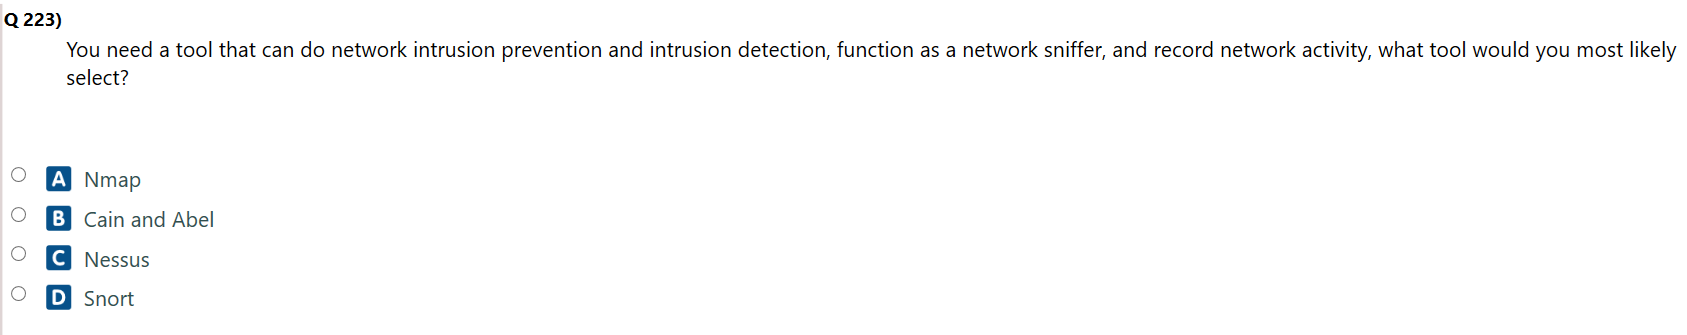 Q 223)
You need a tool that can do network intrusion prevention and intrusion detection, function as a network sniffer, and record network activity, what tool would you most likely
select?
A Nmap
B Cain and Abel
C Nessus
D Snort